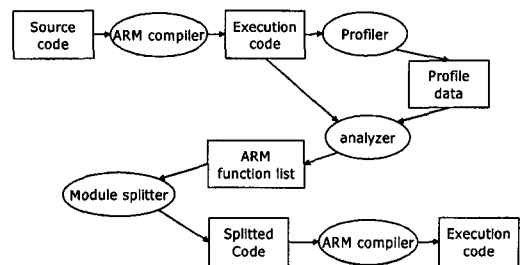 Source
code
ARM compiler
Execution
code
Profiler
Profile
data
analyzer
ARM
function list
Module splitter
Splitted
Code
ARM compiler
Execution
code